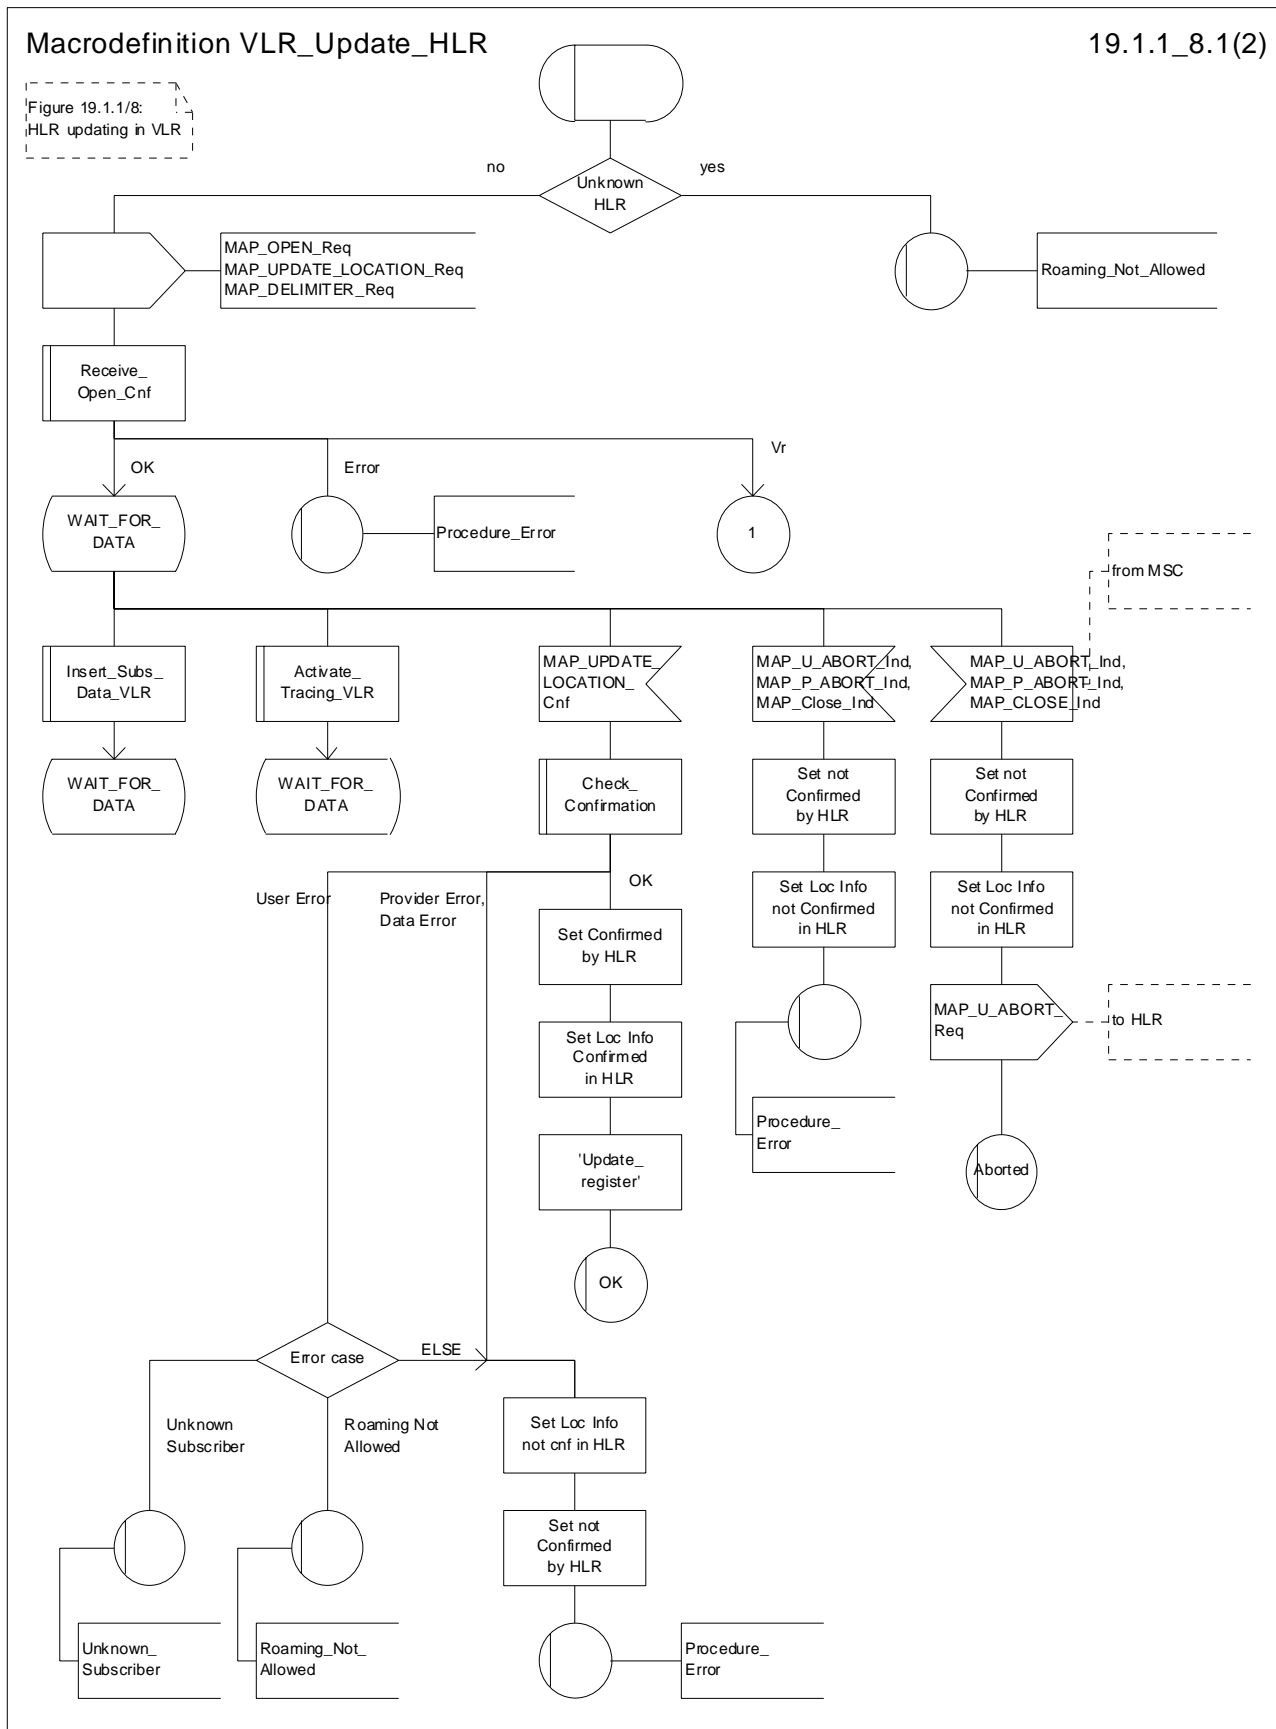 Macrodefinition VLR_Update_HLR
19.1.1_8.1(2)
Figure 19.1.1/8:
HLR updating in VLR
no
yes
Unknown
HLR
MAP_OPEN_Req
MAP_UPDATE_LOCATION_Req
MAP_DELIMITER_Req
Roaming_Not_Allowed
Receive_
Open_Cnf
OK
Error
Vr
WAIT_FOR_
DATA
Procedure_Error
1
from MSC
Insert_Subs_
Data_VLR
Activate_
Tracing_VLR
MAP_UPDATE_
LOCATION_
Cnf
MAP_U_ABORT_Ind,
MAP_P_ABORT_Ind,
MAP_Close_Ind
MAP_U_ABORT_Ind,
MAP_P_ABORT_Ind,
MAP_CLOSE_Ind
WAIT_FOR_
DATA
WAIT_FOR_
DATA
Check_
Confirmation
Set not
Confirmed
by HLR
Set not
Confirmed
by HLR
User Error
Provider Error,
Data Error
OK
Set Confirmed
by HLR
Set Loc Info
not Confirmed
in HLR
Set Loc Info
not Confirmed
in HLR
Set Loc Info
Confirmed
in HLR
MAP_U_ABORT_
Req
to HLR
'Update_
register'
Procedure_
Error
Aborted
OK
Error case
ELSE
Unknown
Subscriber
Roaming Not
Allowed
Set Loc Info
not cnf in HLR
Set not
Confirmed
by HLR
Unknown_
Subscriber
Roaming_Not_
Allowed
Procedure_
Error